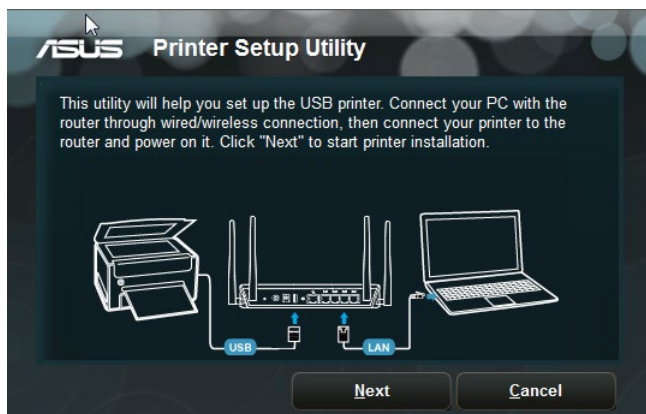 ASUS Printer Setup Utility
This utility will help you set up the USB printer. Connect your PC with the
router through wired/wireless connection, then connect your printer to the
router and power on it. Click "Next" to start printer installation.
USB LAN
Next Cancel